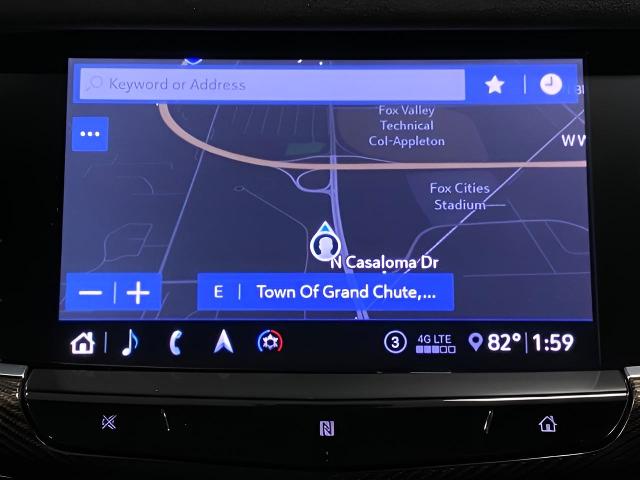 Keyword or Address
Fox Valley
Technical
Col-Appleton
Fox Cities
Stadium
N Casaloma Dr
E
Town Of Grand Chute,...
3
4G LTE
82° 1:59
N